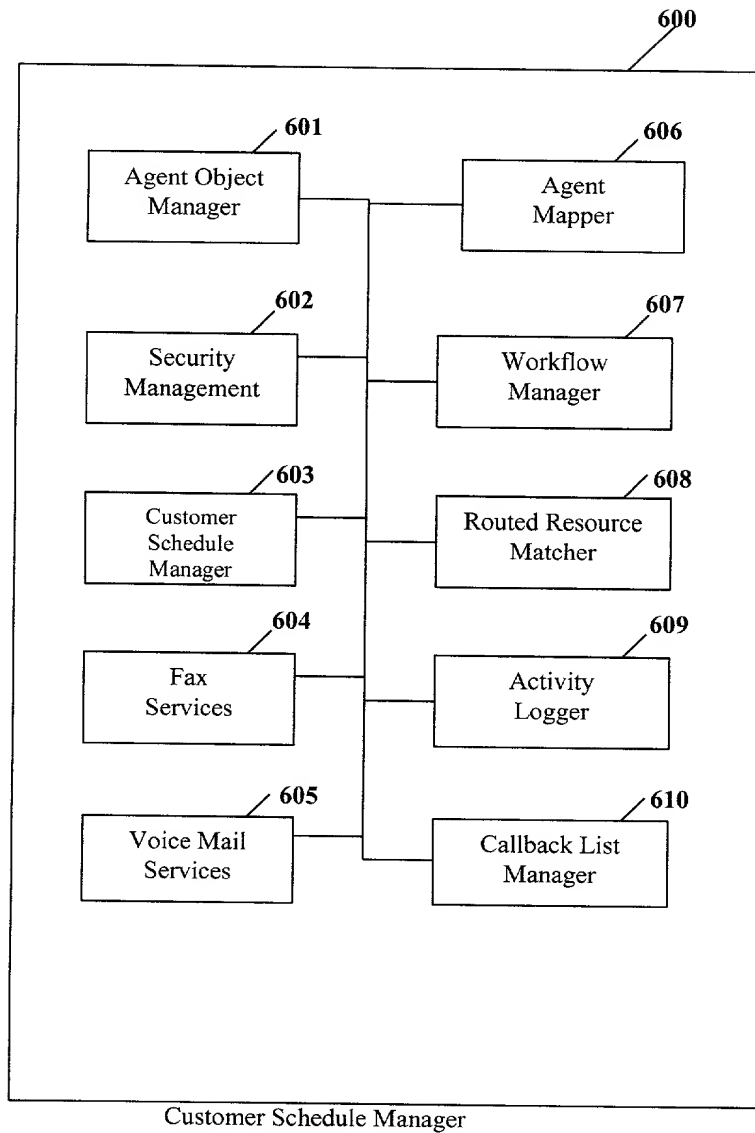 600
601
Agent Object
Manager
606
Agent
Mapper
602
Security
Management
607
Workflow
Manager
603
Customer
Schedule
Manager
608
Routed Resource
Matcher
604
Fax
Services
609
Activity
Logger
605
Voice Mail
Services
610
Callback List
Manager
Customer Schedule Manager